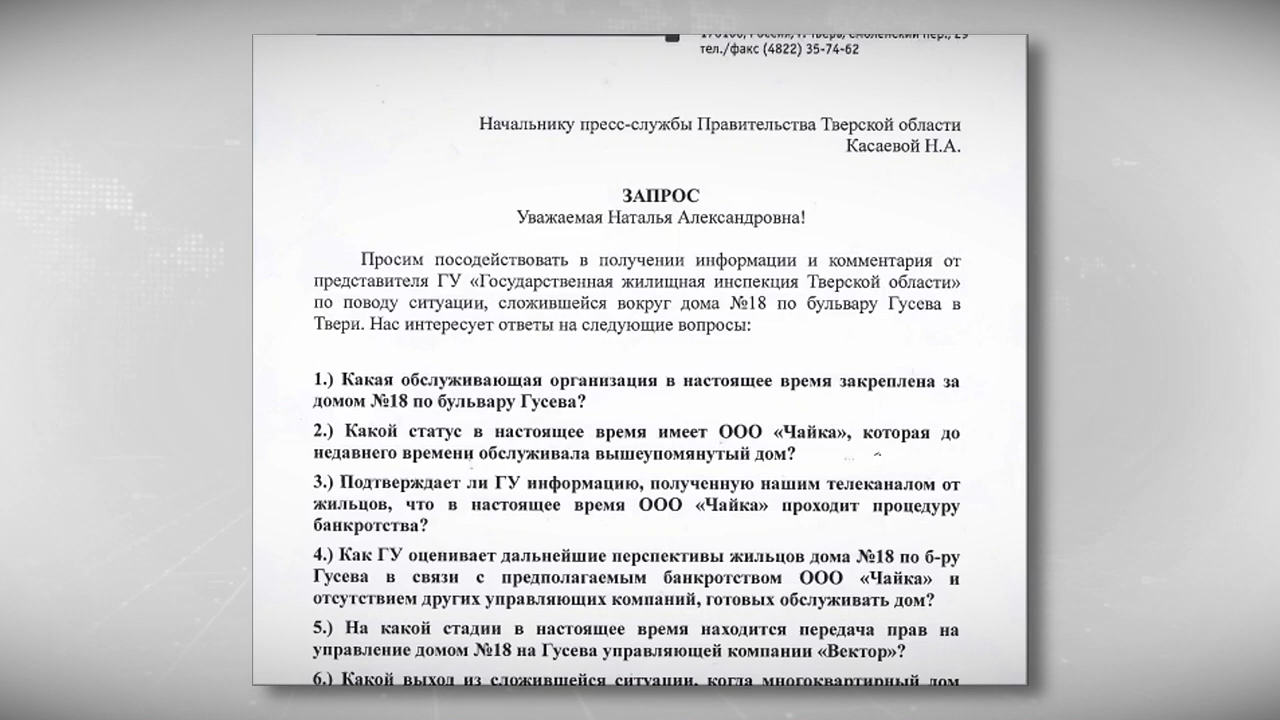 170100, Россия, г. Тверь, Смоленский пер., 29
тел./факс (4822) 35-74-62
Начальнику пресс-службы Правительства Тверской области
Касаевой Н.А.
ЗАПРОС
Уважаемая Наталья Александровна!
Просим посодействовать в получении информации и комментария от
представителя ГУ «Государственная жилищная инспекция Тверской области»
по поводу ситуации, сложившейся вокруг дома №18 по бульвару Гусева в
Твери. Нас интересует ответы на следующие вопросы:
1.) Какая обслуживающая организация в настоящее время закреплена за
домом №18 по бульвару Гусева?
2.) Какой статус в настоящее время имеет ООО «Чайка», которая до
недавнего времени обслуживала вышеупомянутый дом?
3.) Подтверждает ли ГУ информацию, полученную нашим телеканалом от
жильцов, что в настоящее время ООО «Чайка» проходит процедуру
банкротства?
4.) Как ГУ оценивает дальнейшие перспективы жильцов дома №18 по б-ру
Гусева в связи с предполагаемым банкротством ООО «Чайка» и
отсутствием других управляющих компаний, готовых обслуживать дом?
5.) На какой стадии в настоящее время находится передача прав на
управление домом №18 на Гусева управляющей компании «Вектор»?
6.) Какой выход из сложившейся ситуации, когда многоквартирный дом